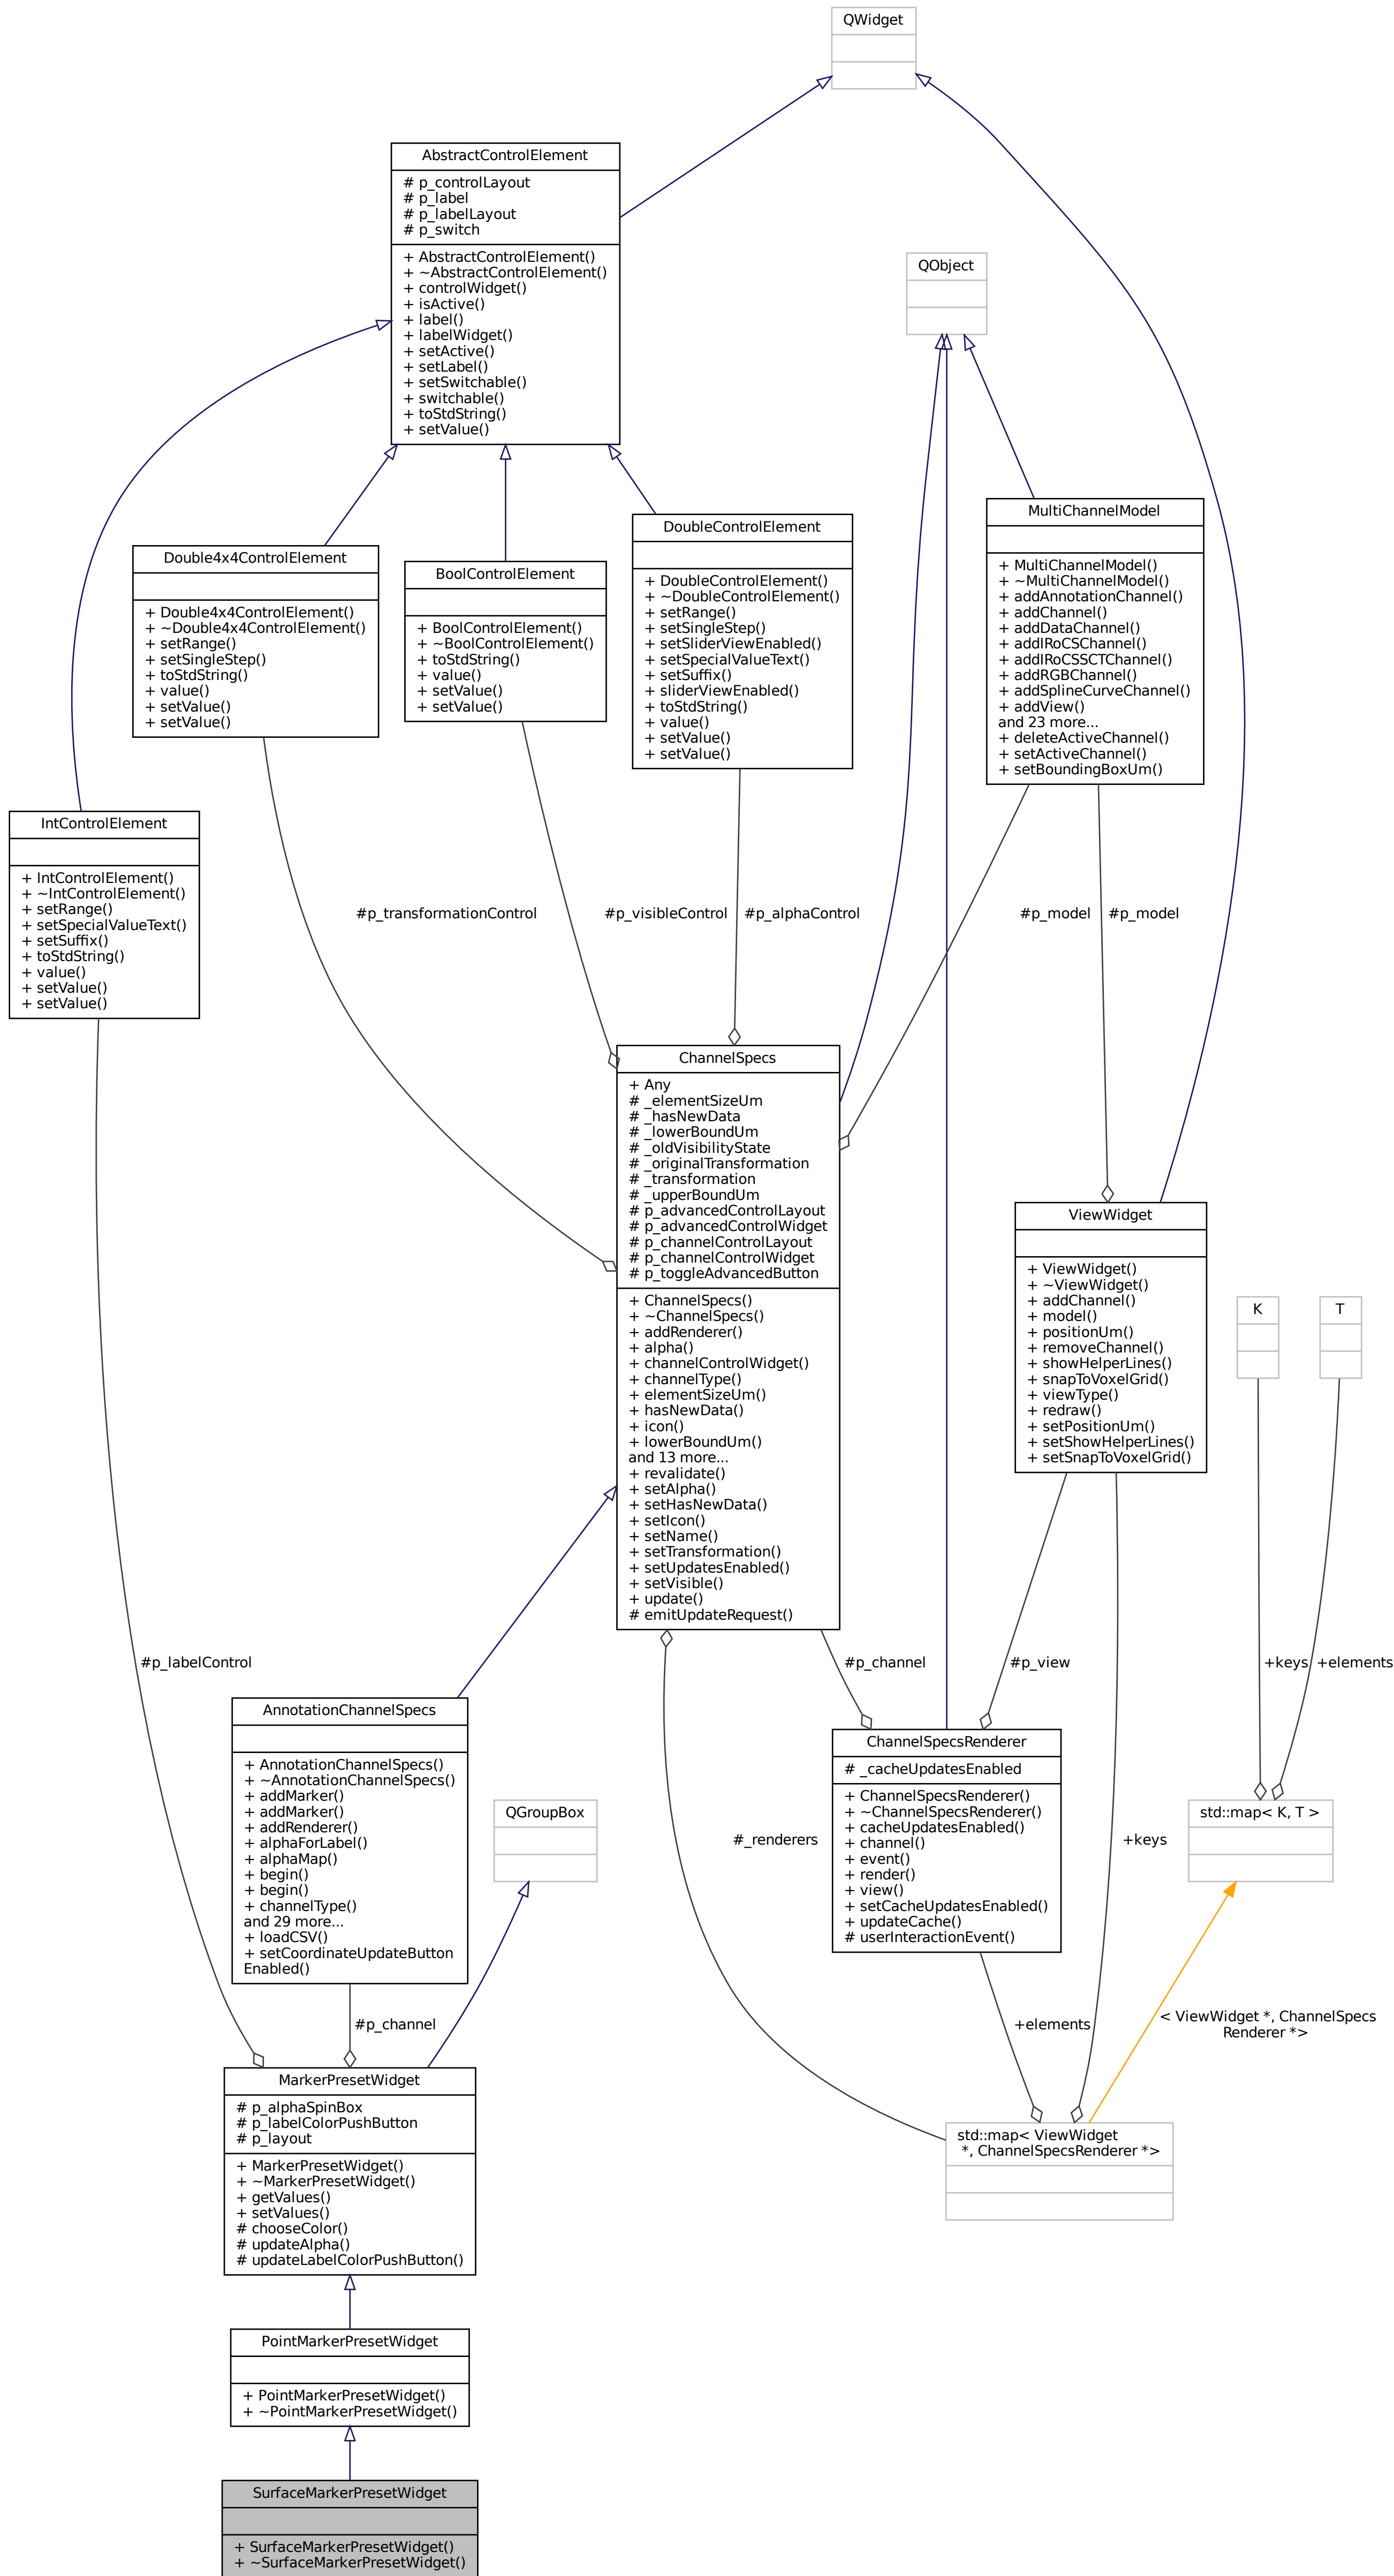 QWidget
AbstractControlElement
# p_controlLayout
# p_label
# p_labelLayout
# p_switch
+ AbstractControlElement()
+ ~AbstractControlElement()
+ controlWidget()
+ isActive()
+ label()
+ labelWidget()
+ setActive()
+ setLabel()
+ setSwitchable()
+ switchable()
+ toStdString()
+ setValue()
QObject
MultiChannelModel
+ MultiChannelModel()
+ ~MultiChannelModel()
+ addAnnotationChannel()
+ addChannel()
+ addDataChannel()
+ addIRoCSChannel()
+ addIRoCSSCTChannel()
+ addRGBChannel()
+ addSplineCurveChannel()
+ addView()
and 23 more...
+ deleteActiveChannel()
+ setActiveChannel()
+ setBoundingBoxUm()
Double4x4ControlElement
+ Double4x4ControlElement()
+ ~Double4x4ControlElement()
+ setRange()
+ setSingleStep()
+ toStdString()
+ value()
+ setValue()
+ setValue()
BoolControlElement
+ BoolControlElement()
+ ~BoolControlElement()
+ toStdString()
+ value()
+ setValue()
+ setValue()
DoubleControlElement
+ DoubleControlElement()
+ ~DoubleControlElement()
+ setRange()
+ setSingleStep()
+ setSliderViewEnabled()
+ setSpecialValueText()
+ setSuffix()
+ sliderViewEnabled()
+ toStdString()
+ value()
+ setValue()
+ setValue()
IntControlElement
+ IntControlElement()
+ ~IntControlElement()
+ setRange()
+ setSpecialValueText()
+ setSuffix()
+ toStdString()
+ value()
+ setValue()
+ setValue()
#p_transformationControl
#p_visibleControl
#p_alphaControl
#p_model
#p_model
ChannelSpecs
+ Any
# _elementSizeUm
# _hasNewData
# _lowerBoundUm
# _oldVisibilityState
# _originalTransformation
# _transformation
# _upperBoundUm
# p_advancedControlLayout
# p_advancedControlWidget
# p_channelControlLayout
# p_channelControlWidget
# p_toggleAdvancedButton
+ ChannelSpecs()
+ ~ChannelSpecs()
+ addRenderer()
+ alpha()
+ channelControlWidget()
+ channelType()
+ elementSizeUm()
+ hasNewData()
+ icon()
+ lowerBoundUm()
and 13 more...
+ revalidate()
+ setAlpha()
+ setHasNewData()
+ setIcon()
+ setName()
+ setTransformation()
+ setUpdatesEnabled()
+ setVisible()
+ update()
# emitUpdateRequest()
ViewWidget
+ ViewWidget()
+ ~ViewWidget()
+ addChannel()
+ model()
+ positionUm()
+ removeChannel()
+ showHelperLines()
+ snapToVoxelGrid()
+ viewType()
+ redraw()
+ setPositionUm()
+ setShowHelperLines()
+ setSnapToVoxelGrid()
K
T
#p_labelControl
#p_channel
#p_view
+keys
+elements
AnnotationChannelSpecs
+ AnnotationChannelSpecs()
+ ~AnnotationChannelSpecs()
+ addMarker()
+ addMarker()
+ addRenderer()
+ alphaForLabel()
+ alphaMap()
+ begin()
+ begin()
+ channelType()
and 29 more...
+ loadCSV()
+ setCoordinateUpdateButton
Enabled()
QGroupBox
ChannelSpecsRenderer
# _cacheUpdatesEnabled
+ ChannelSpecsRenderer()
+ ~ChannelSpecsRenderer()
+ cacheUpdatesEnabled()
+ channel()
+ event()
+ render()
+ view()
+ setCacheUpdatesEnabled()
+ updateCache()
# userInteractionEvent()
std::map< K, T >
#_renderers
+keys
#p_channel
+elements
< ViewWidget *, ChannelSpecs
Renderer *>
MarkerPresetWidget
# p_alphaSpinBox
# p_labelColorPushButton
# p_layout
+ MarkerPresetWidget()
+ ~MarkerPresetWidget()
+ getValues()
+ setValues()
# chooseColor()
# updateAlpha()
# updateLabelColorPushButton()
std::map< ViewWidget
*, ChannelSpecsRenderer *>
PointMarkerPresetWidget
+ PointMarkerPresetWidget()
+ ~PointMarkerPresetWidget()
SurfaceMarkerPresetWidget
+ SurfaceMarkerPresetWidget()
+ ~SurfaceMarkerPresetWidget()